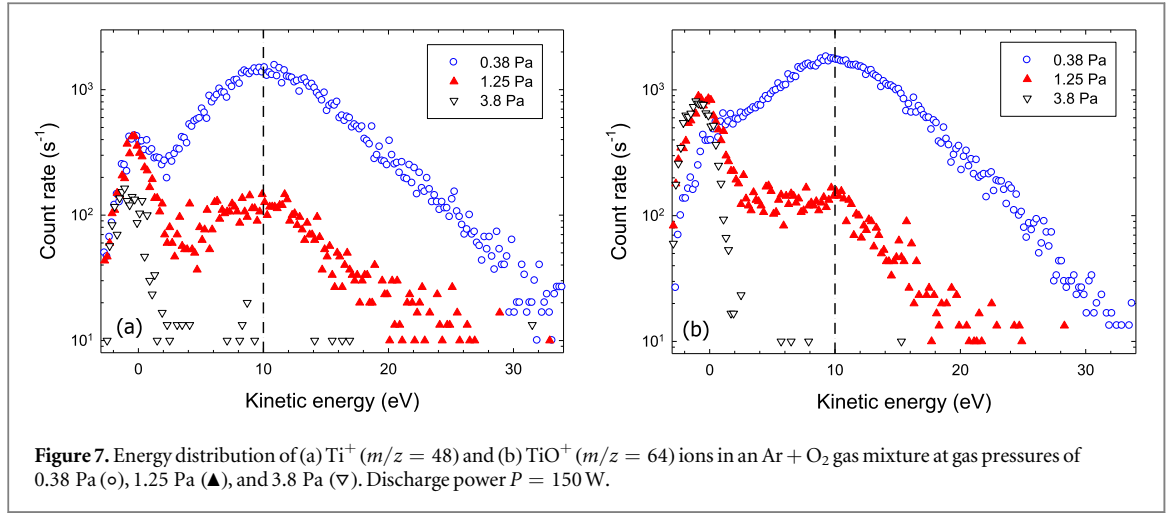 0.38 Pa
1.25 Pa
3.8 Pa
10³
10²
10¹
Count rate (s⁻¹)
(a)
0 10 20 30
Kinetic energy (eV)
0.38 Pa
1.25 Pa
3.8 Pa
10³
10²
10¹
Count rate (s⁻¹)
(b)
0 10 20 30
Kinetic energy (eV)
Figure 7. Energy distribution of (a) Ti⁺ (m/z = 48) and (b) TiO⁺ (m/z = 64) ions in an Ar + O₂ gas mixture at gas pressures of
0.38 Pa (○), 1.25 Pa (▲), and 3.8 Pa (▽). Discharge power P = 150 W.